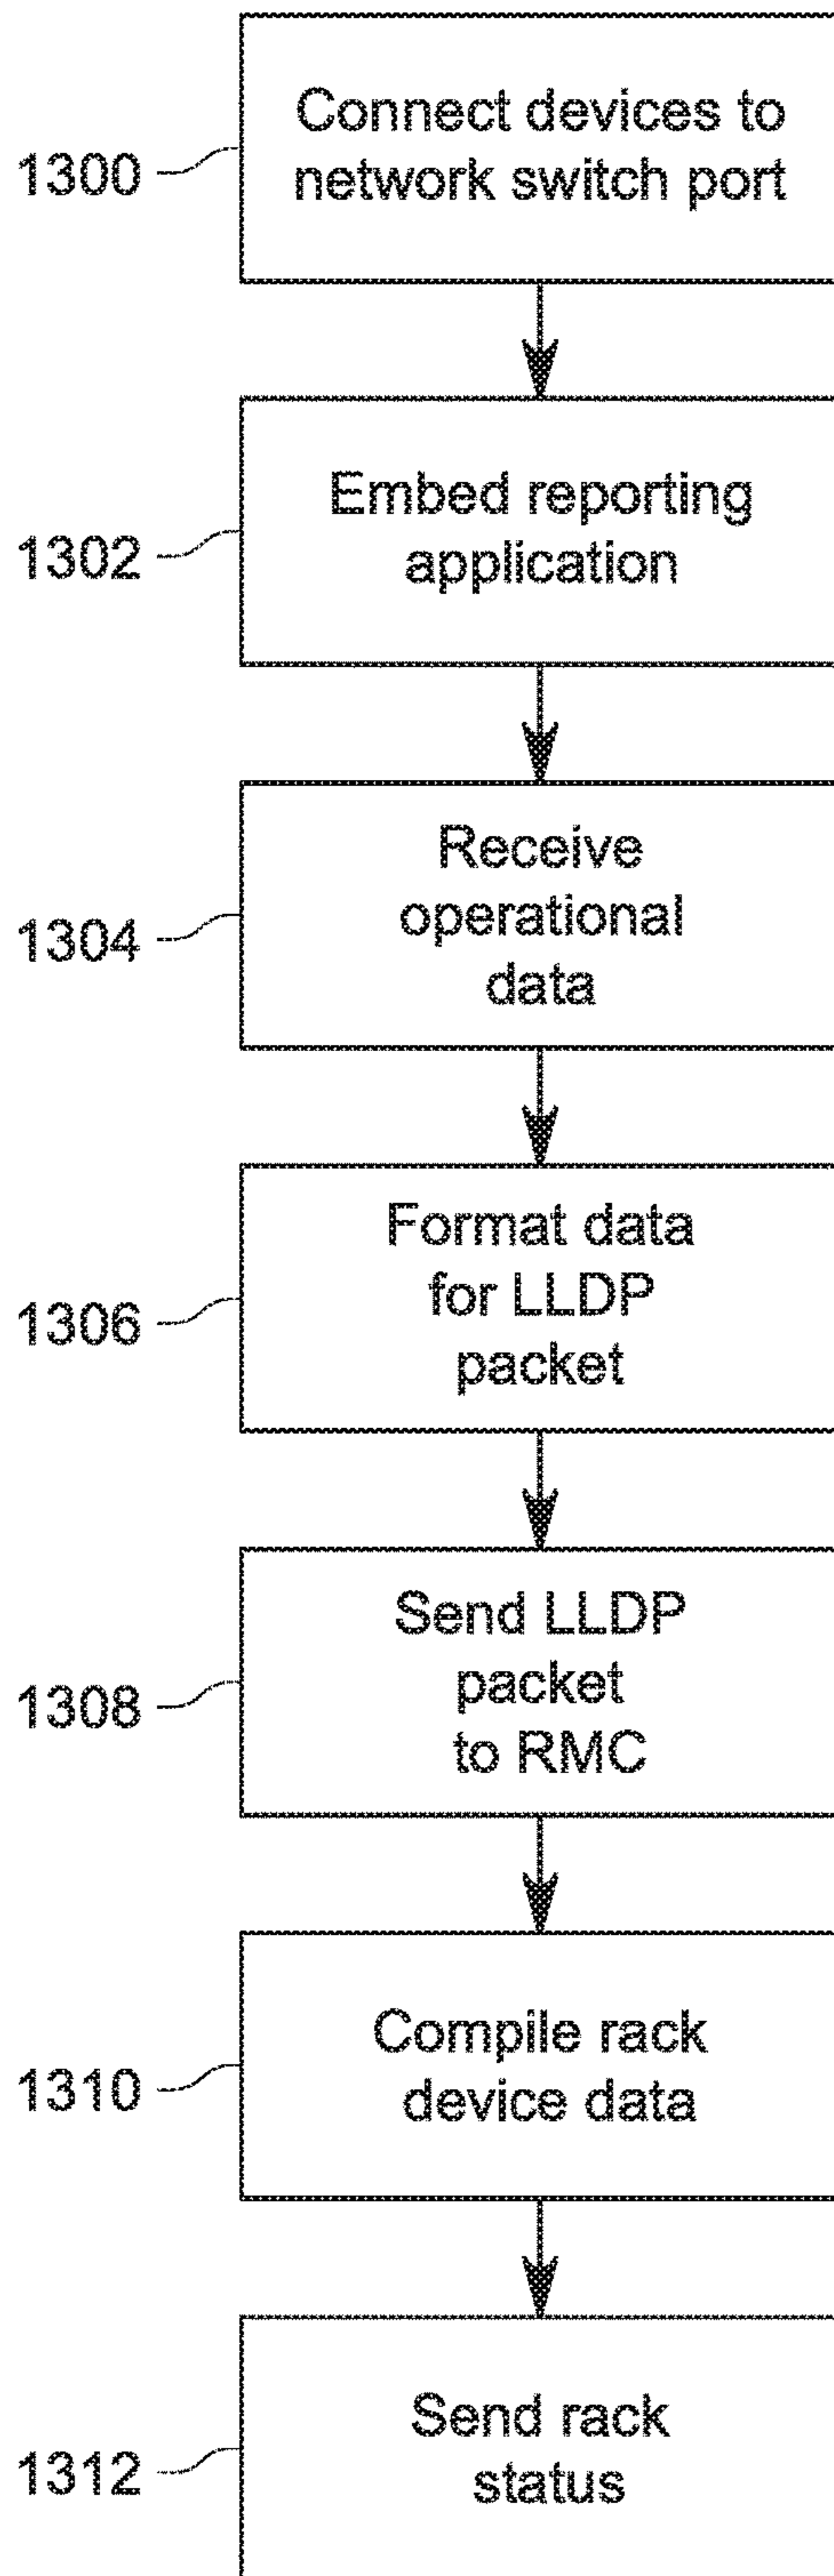 Connect devices to
1300
network switch port
Embed reporting
1302
application
Receive
1304
operational
data
Format data
1306
for LLDP
packet
Send LLDP
1308
packet
to RMC
Compile rack
1310
device data
Send rack
1312
status